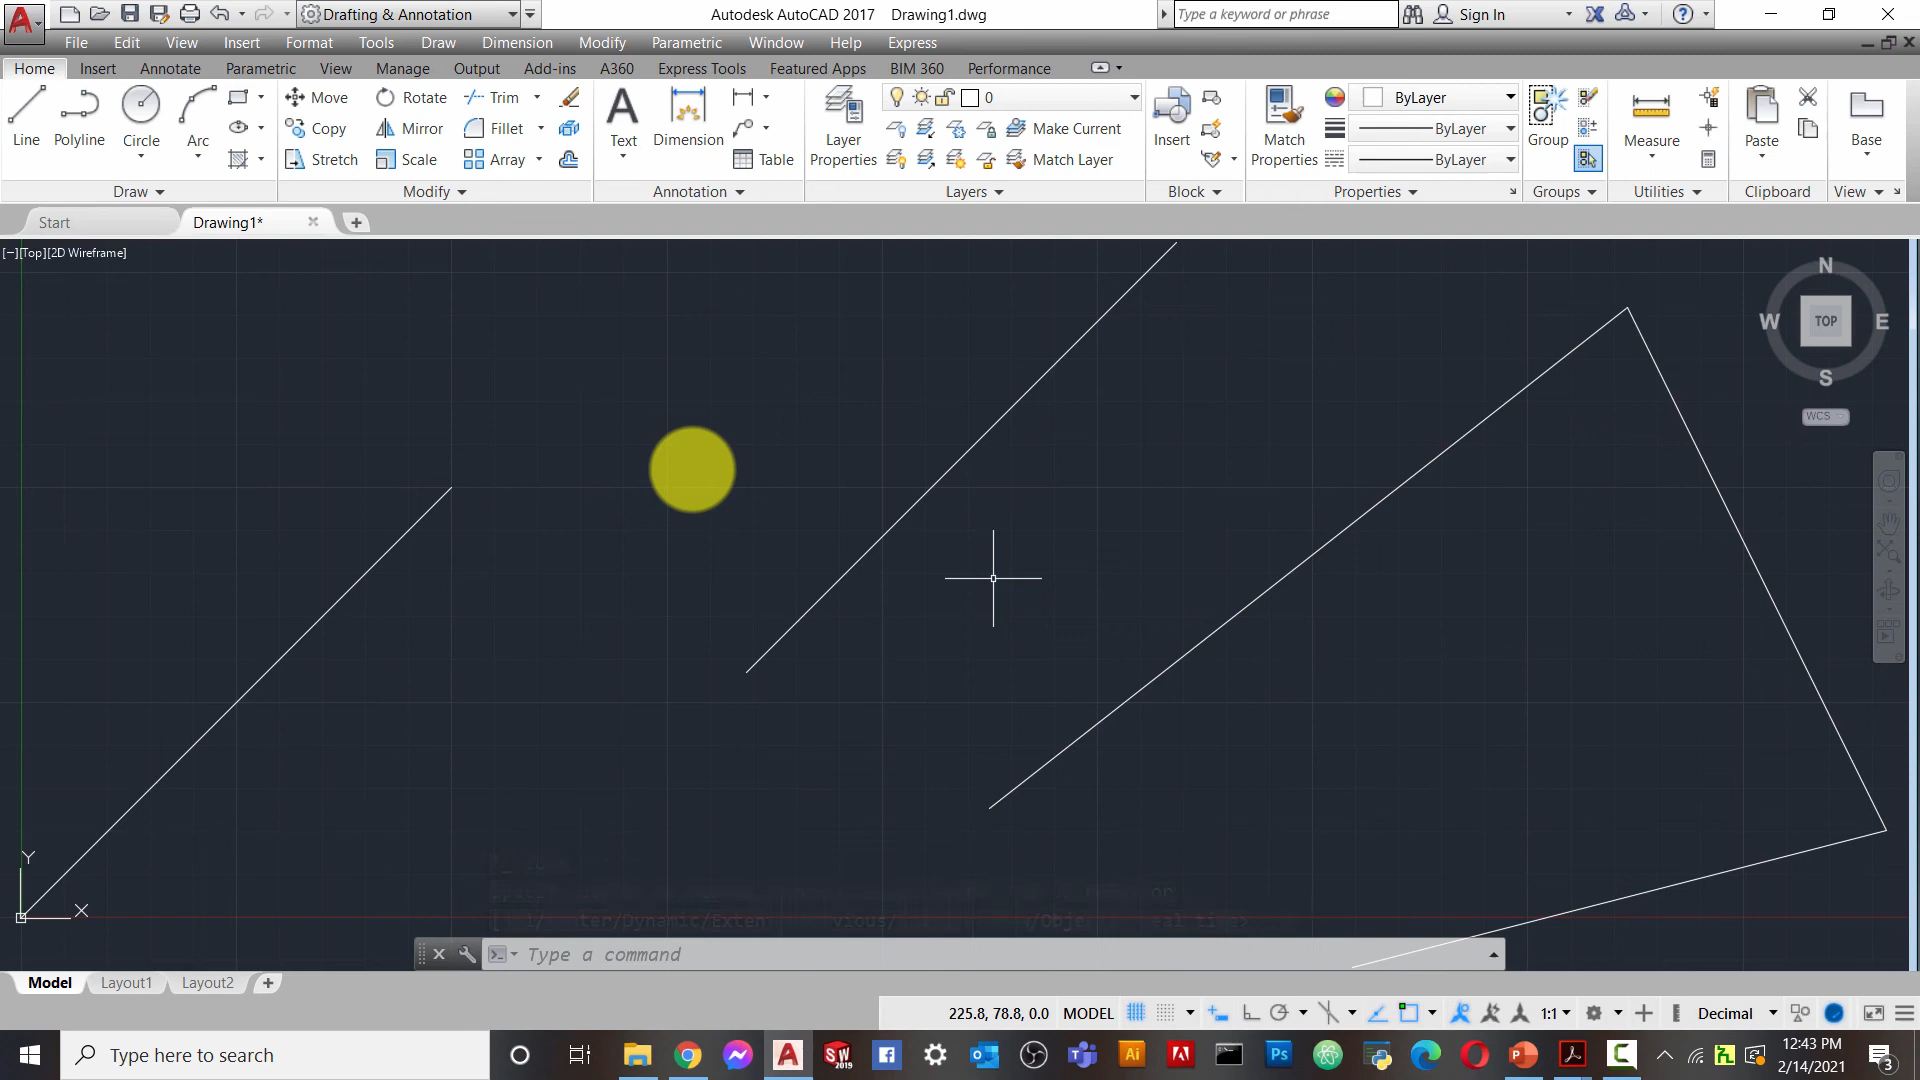 Drafting & Annotation
Autodesk AutoCAD 2017 Drawing1.dwg
Type a keyword or phrase
Sign In
File Edit View Insert Format Tools Draw Dimension Modify Parametric Window Help Express
Home Insert Annotate Parametric View Manage Output Add-ins A360 Express Tools Featured Apps BIM 360 Performance
Line Polyline Circle Arc
Move Rotate Trim
Copy Mirror Fillet
Stretch Scale Array
Text Dimension Table
Layer Properties
0
Make Current
Match Layer
Insert
Match Properties
ByLayer
ByLayer
ByLayer
Group Measure Paste Base
Draw Modify Annotation Layers Block Properties Groups Utilities Clipboard View
Start Drawing1*
[−][Top][2D Wireframe]
N
W TOP E
S
WCS
Y
X
Type a command
Model Layout1 Layout2
225.8, 78.8, 0.0 MODEL 1:1 Decimal
Type here to search
SW
2019
Ai
Ps
12:43 PM
2/14/2021
3